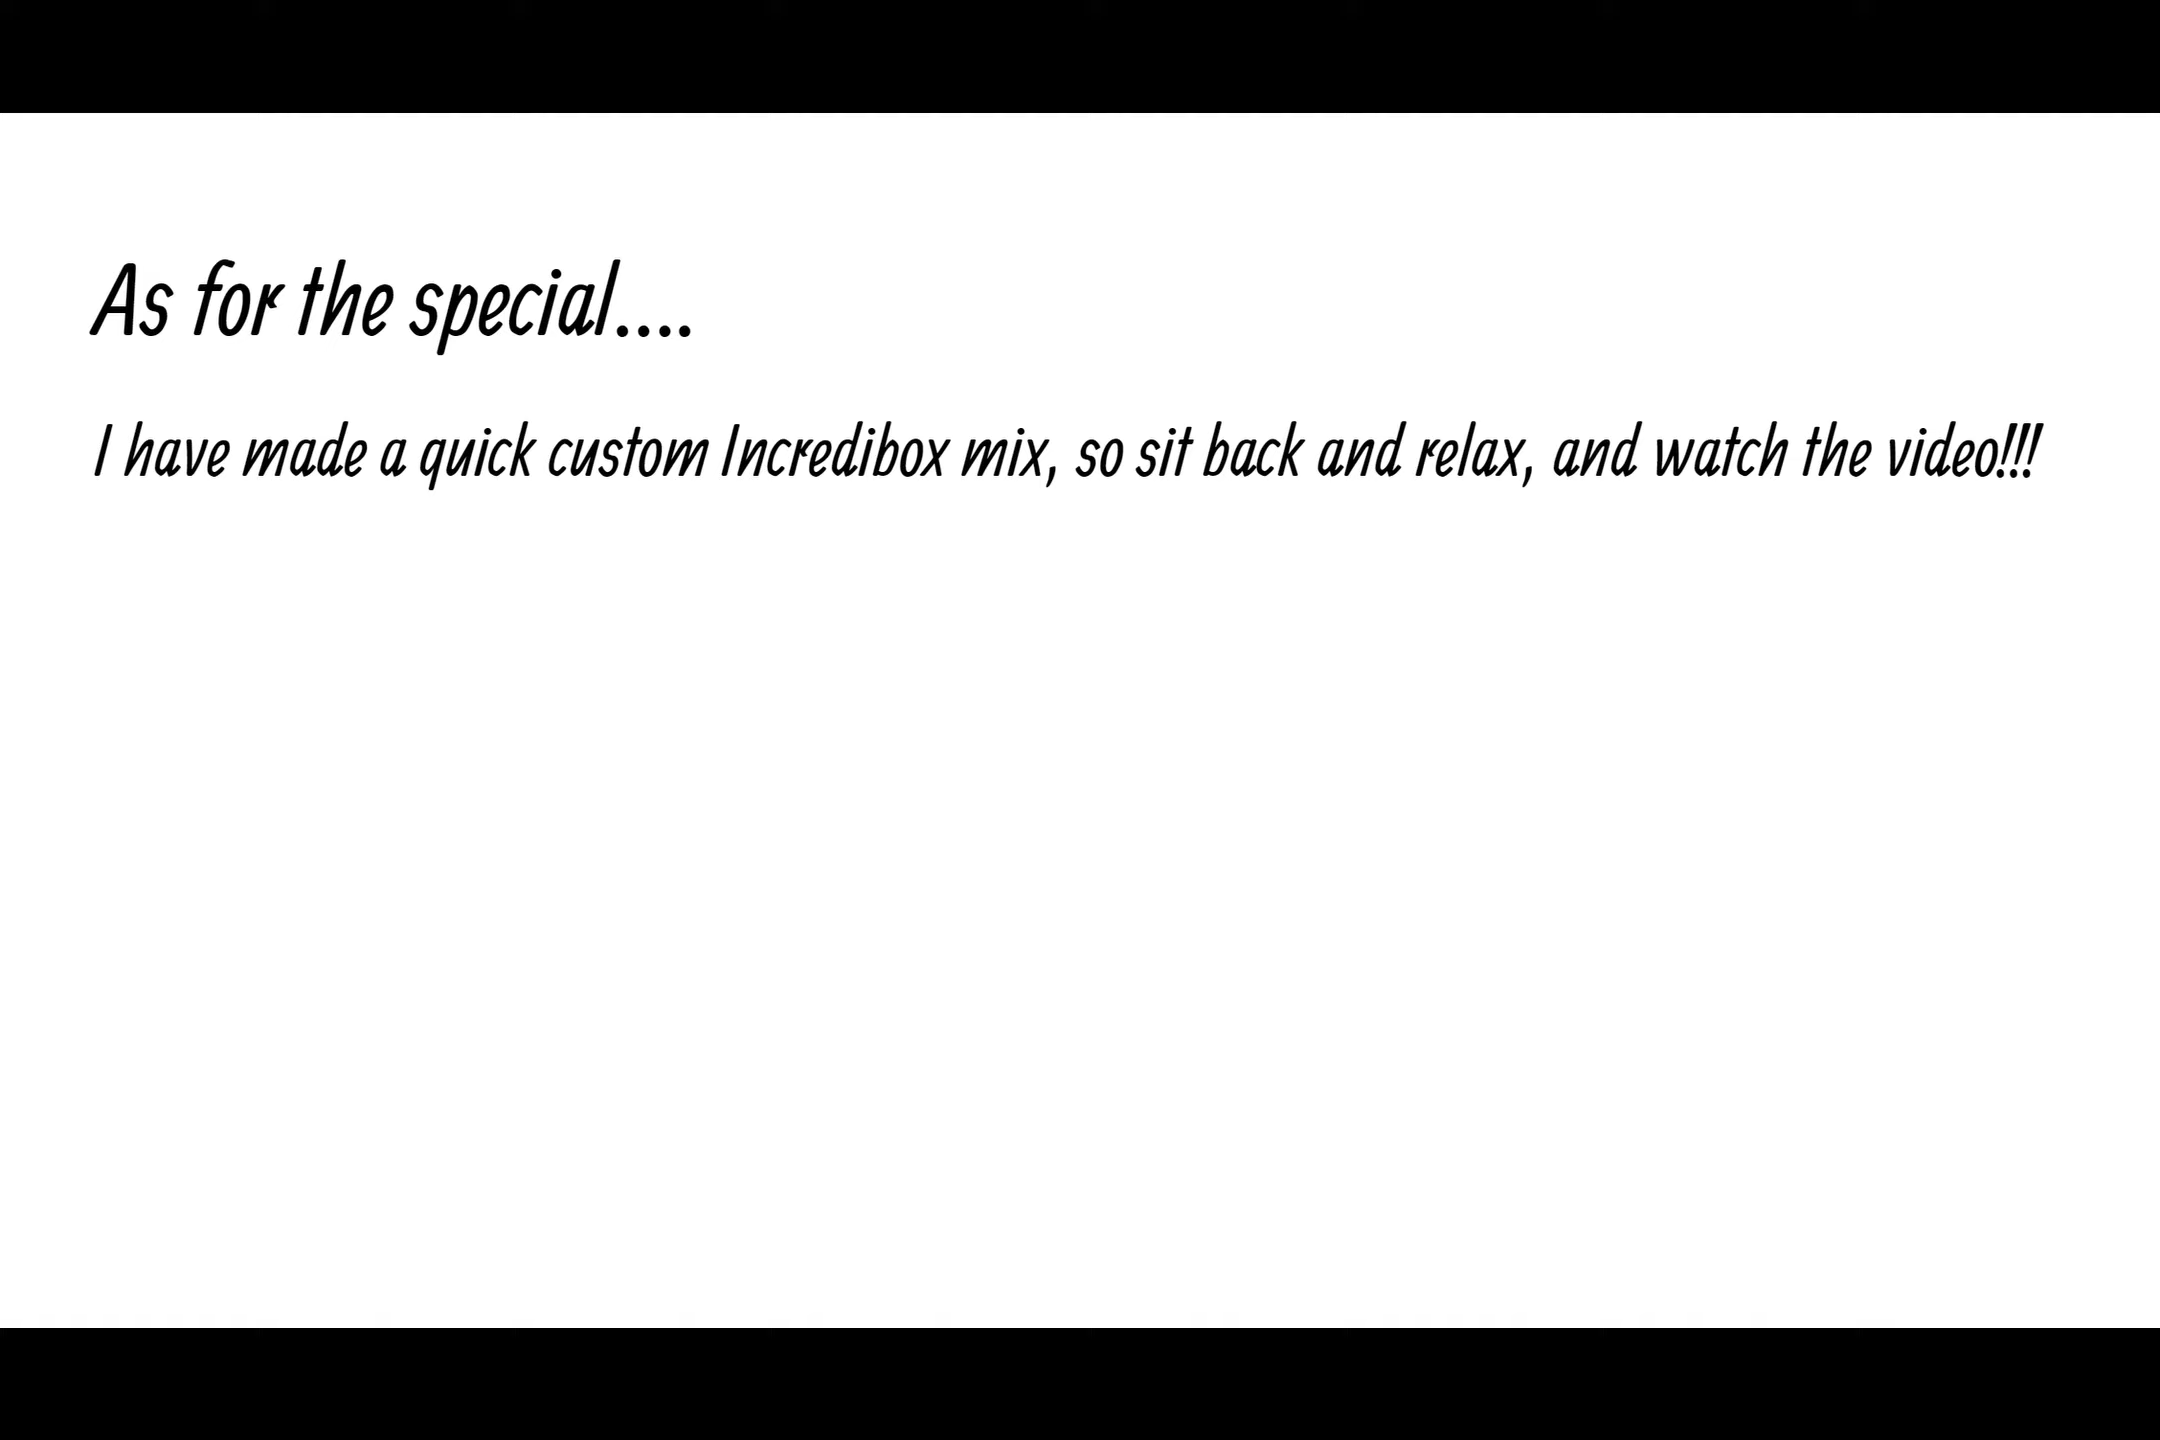 As for the special....
I have made a quick custom Incredibox mix, so sit back and relax, and watch the video!!!